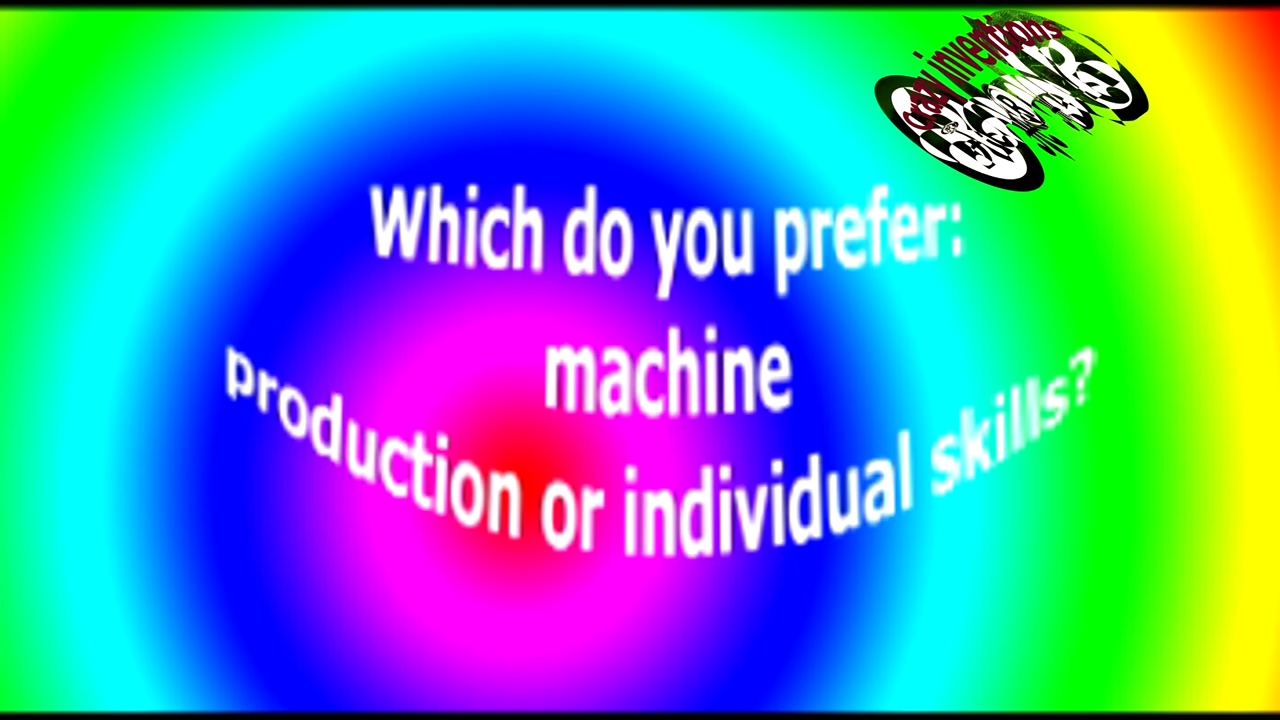 crazy inventions
Which do you prefer:
machine
production or individual skills?